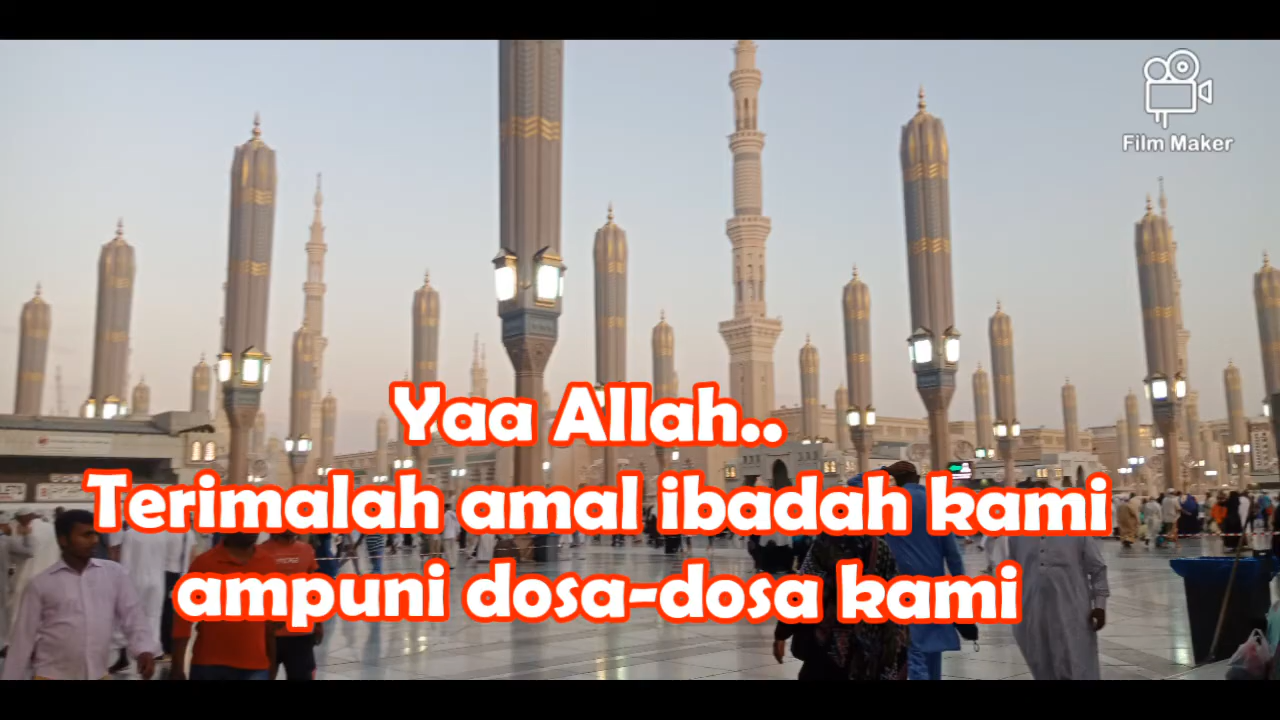 Film Maker
Yaa Allah..
Terimalah amal ibadah kami
ampuni dosa-dosa kami